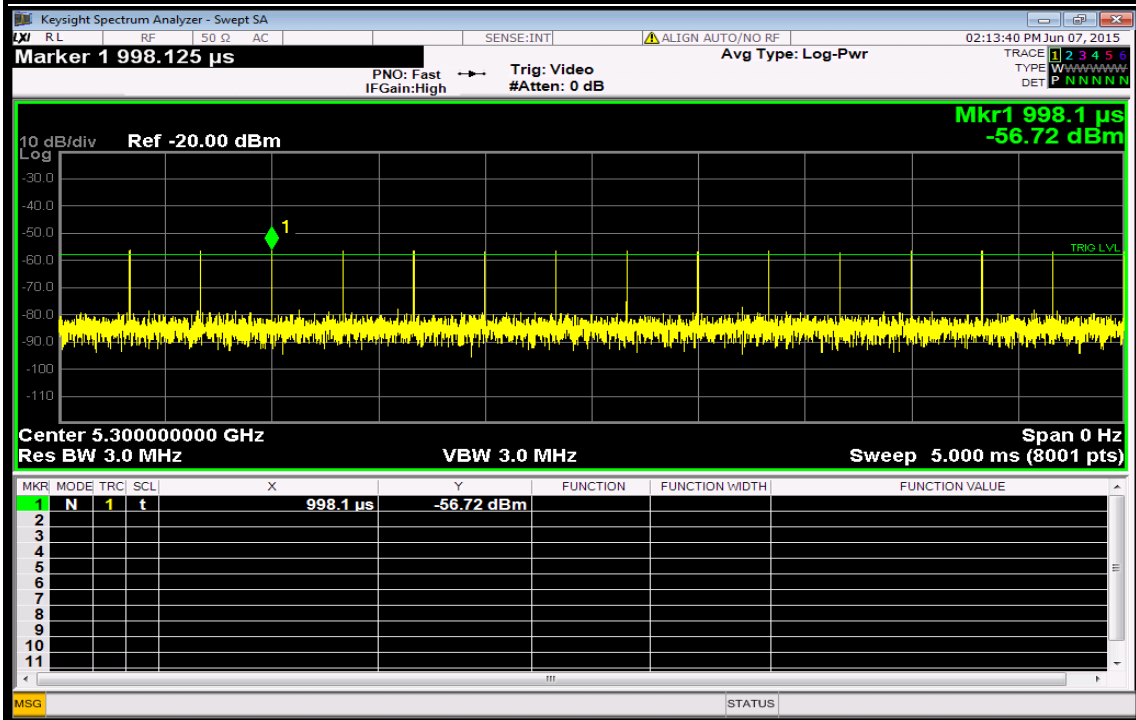 Keysight Spectrum Analyzer - Swept SA
LXI RL RF 50 Ω AC SENSE:INT ALIGN AUTO/NO RF 02:13:40 PM Jun 07, 2015
Marker 1 998.125 µs Avg Type: Log-Pwr TRACE 1 2 3 4 5 6
PNO: Fast Trig: Video TYPE WWWWWW
IFGain:High #Atten: 0 dB DET P N N N N N
Mkr1 998.1 µs
10 dB/div Ref -20.00 dBm -56.72 dBm
Log
-30.0
-40.0
-50.0
1
TRIG LVL
-60.0
-70.0
-80.0
-90.0
-100
-110
Center 5.300000000 GHz Span 0 Hz
Res BW 3.0 MHz VBW 3.0 MHz Sweep 5.000 ms (8001 pts)
MKR MODE TRC SCL X Y FUNCTION FUNCTION WIDTH FUNCTION VALUE
1 N 1 t 998.1 µs -56.72 dBm
2
3
4
5
6
7
8
9
10
11
MSG STATUS